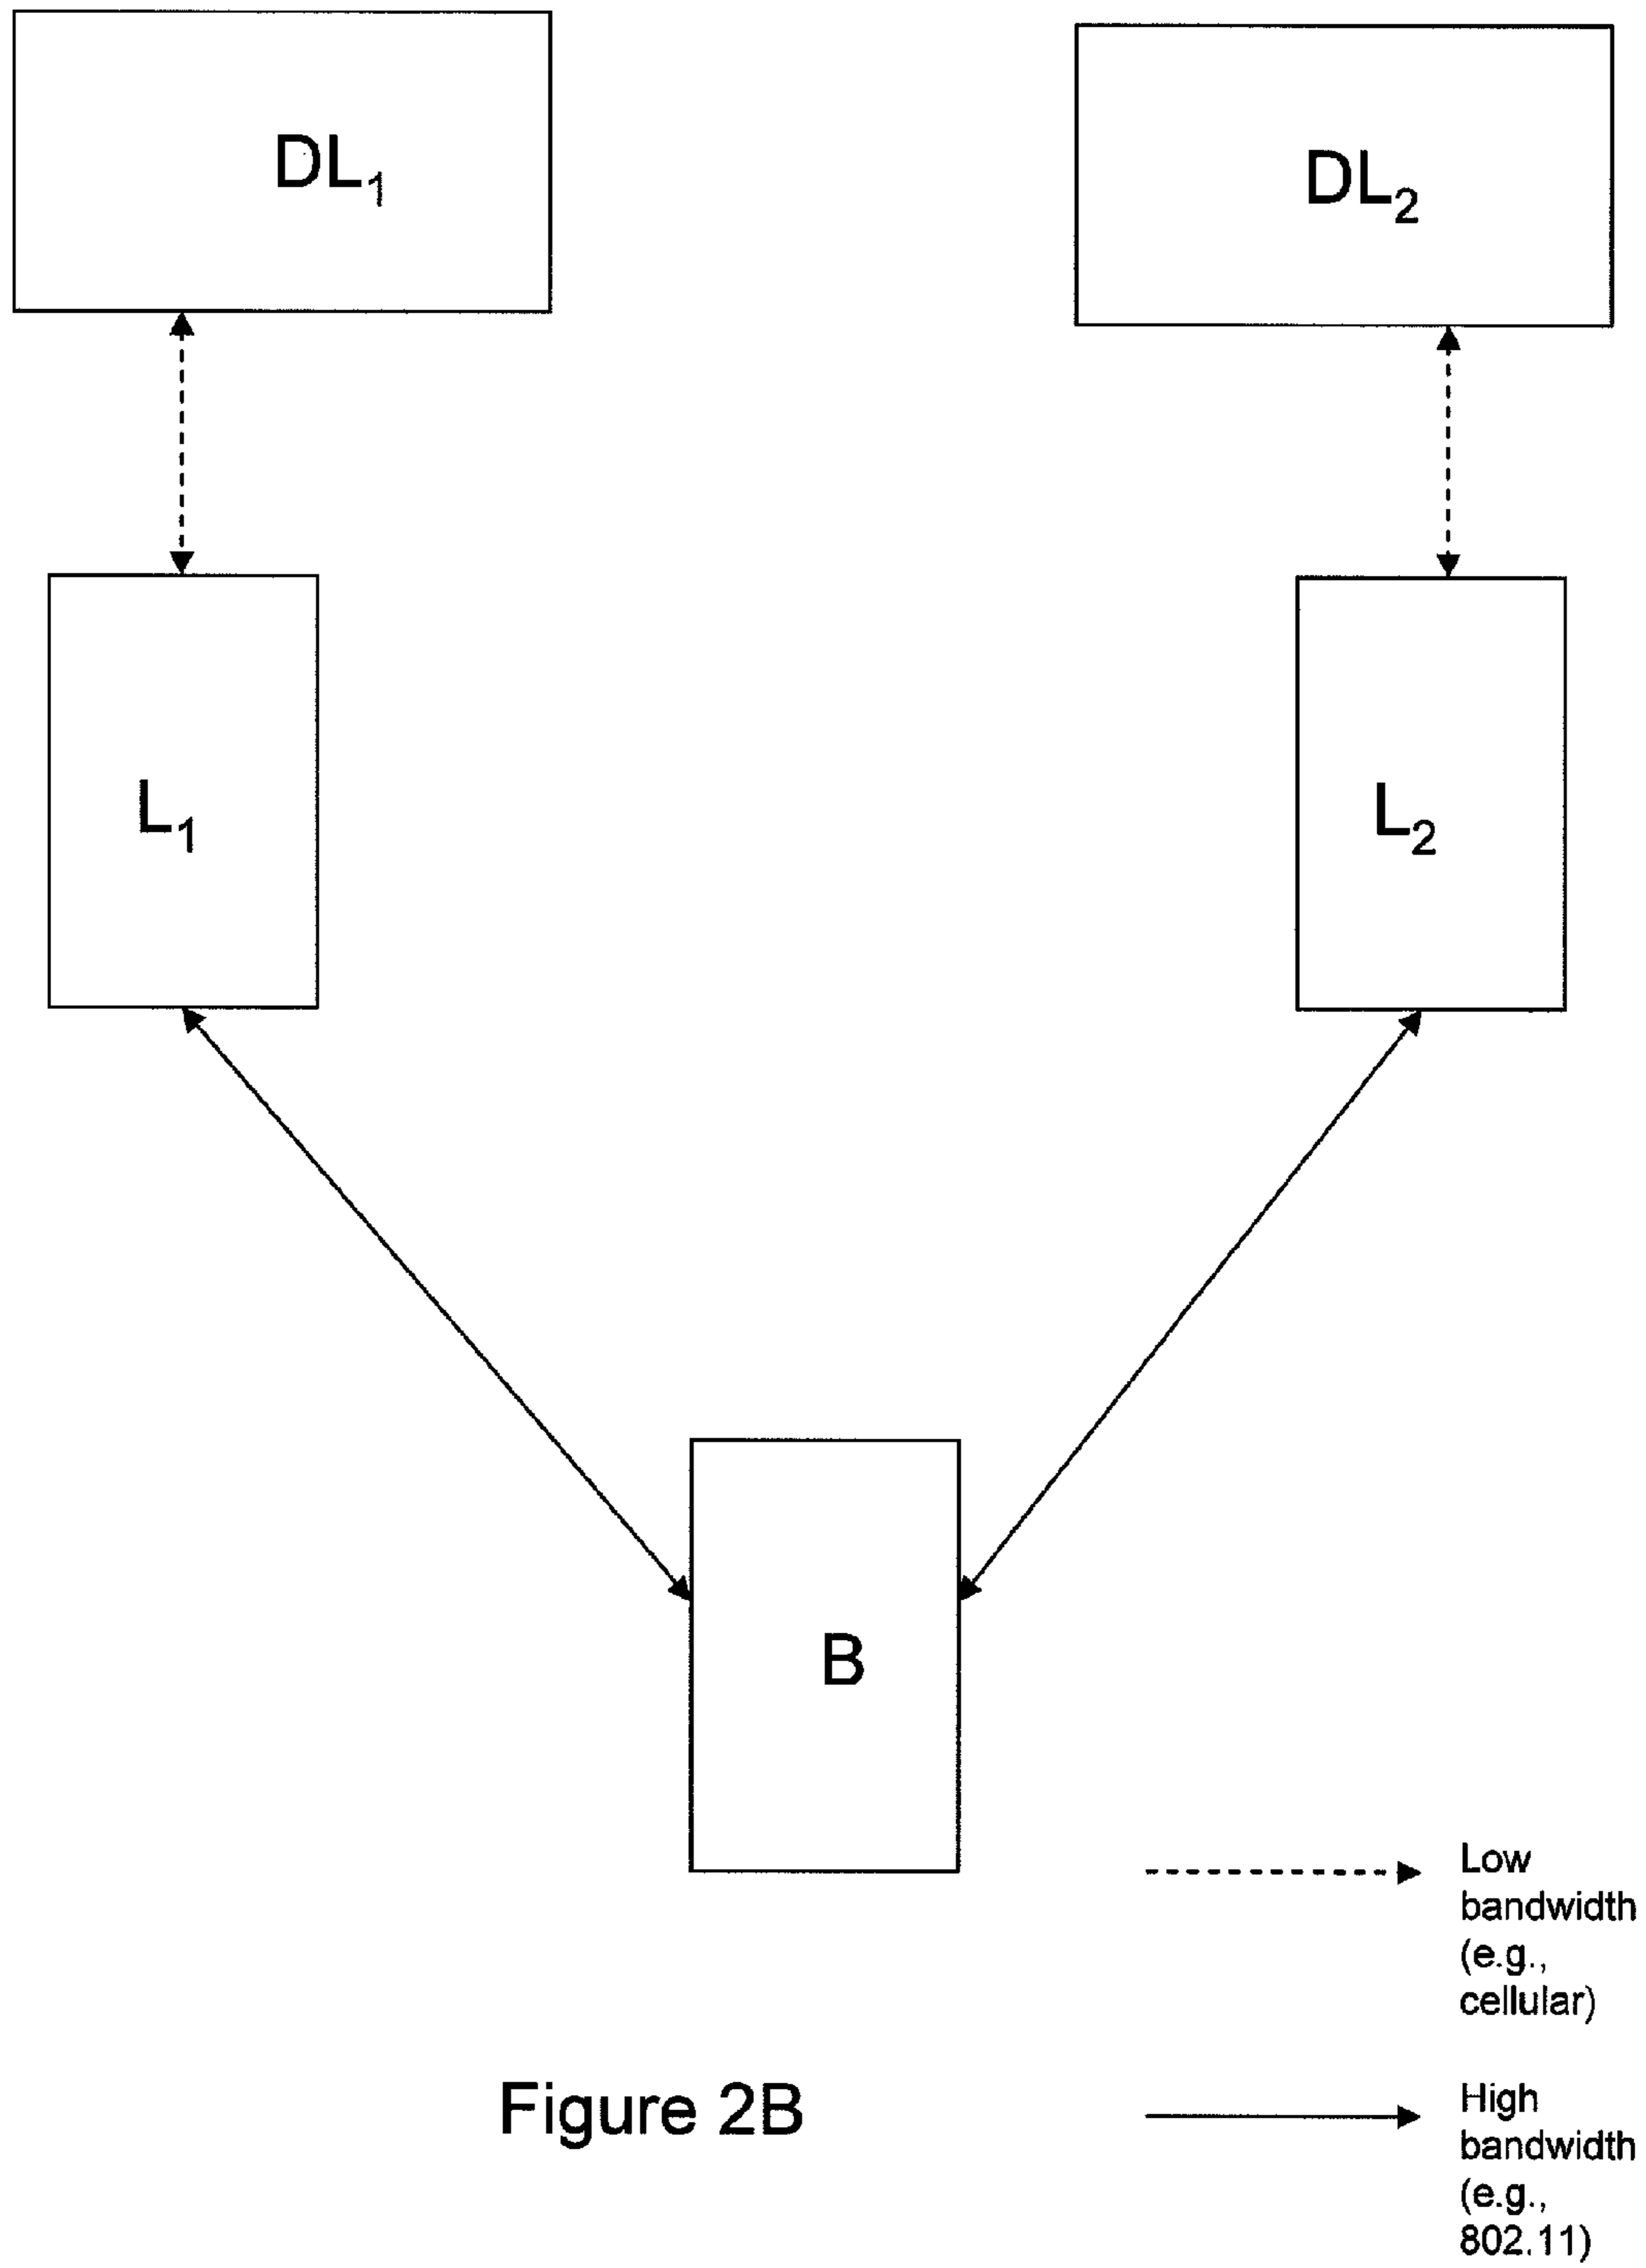 DL₁
DL₂
L₁
L₂
B
Low
bandwidth
(e.g.,
cellular)
Figure 2B
High
bandwidth
(e.g.,
802.11)